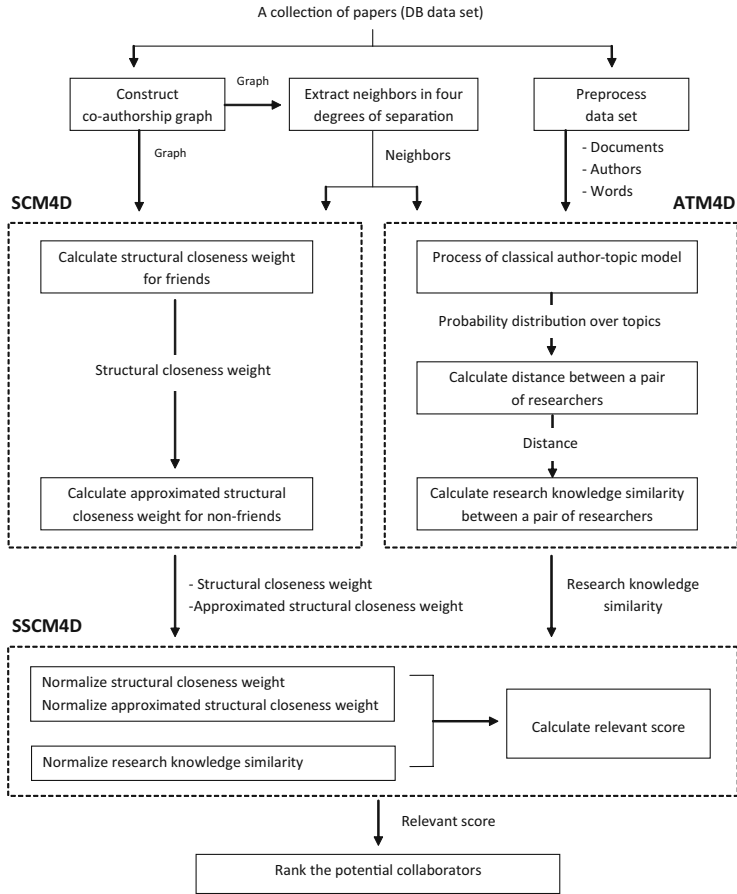 A collection of papers (DB data set)
Construct
co-authorship graph
Graph
Extract neighbors in four
degrees of separation
Preprocess
data set
Graph
Neighbors
- Documents
- Authors
- Words
SCM4D
ATM4D
Calculate structural closeness weight
for friends
Structural closeness weight
Calculate approximated structural
closeness weight for non-friends
Process of classical author-topic model
Probability distribution over topics
Calculate distance between a pair
of researchers
Distance
Calculate research knowledge similarity
between a pair of researchers
- Structural closeness weight
-Approximated structural closeness weight
Research knowledge
similarity
SSCM4D
Normalize structural closeness weight
Normalize approximated structural closeness weight
Normalize research knowledge similarity
Calculate relevant score
Relevant score
Rank the potential collaborators